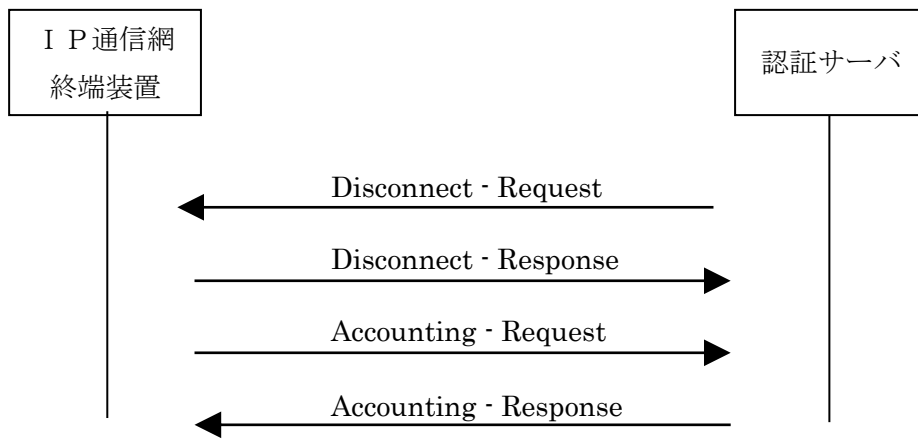 ＩＰ通信網
終端装置
認証サーバ
Disconnect - Request
Disconnect - Response
Accounting - Request
Accounting - Response